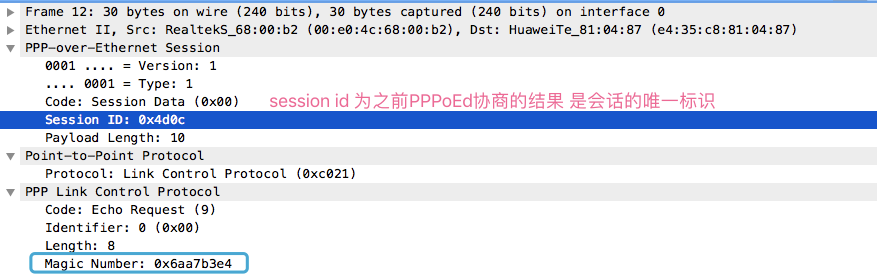 Frame 12: 30 bytes on wire (240 bits), 30 bytes captured (240 bits) on interface 0
Ethernet II, Src: RealtekS_68:00:b2 (00:e0:4c:68:00:b2), Dst: HuaweiTe_81:04:87 (e4:35:c8:81:04:87)
PPP-over-Ethernet Session
0001 .... = Version: 1
.... 0001 = Type: 1
Code: Session Data (0x00) session id 为之前PPPoEd协商的结果 是会话的唯一标识
Session ID: 0x4d0c
Payload Length: 10
Point-to-Point Protocol
Protocol: Link Control Protocol (0xc021)
PPP Link Control Protocol
Code: Echo Request (9)
Identifier: 0 (0x00)
Length: 8
Magic Number: 0x6aa7b3e4